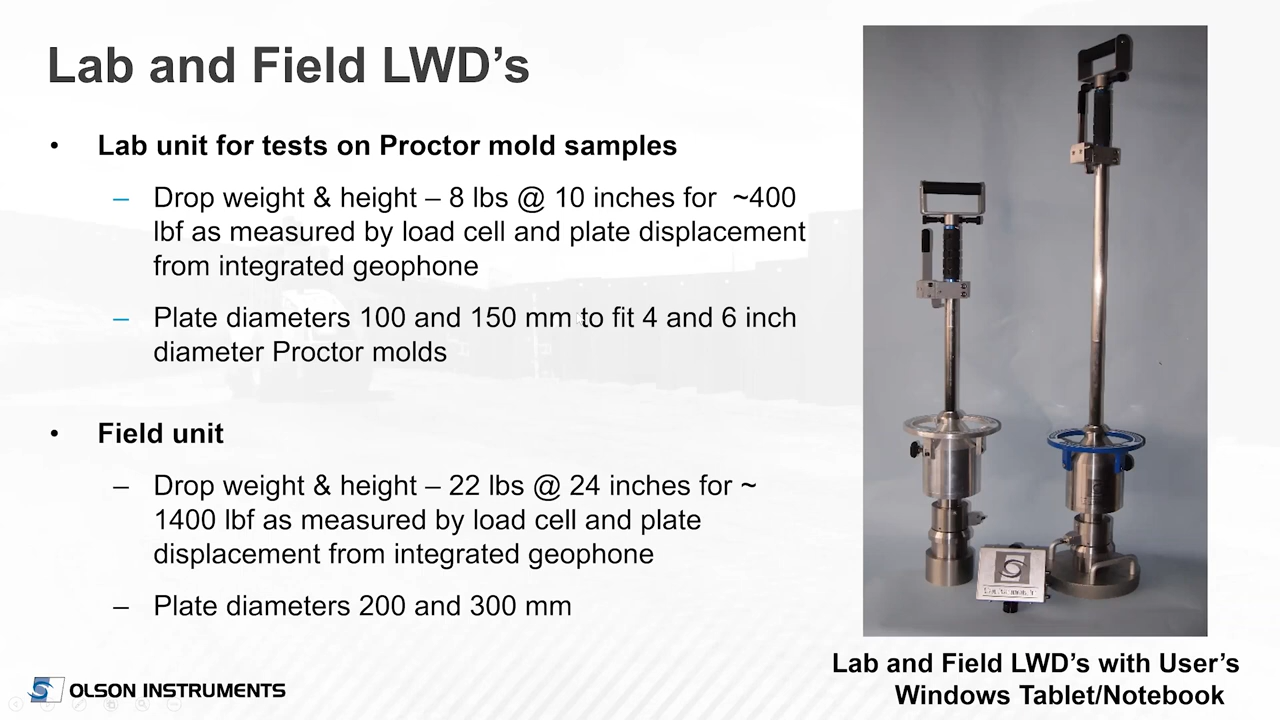 Lab and Field LWD's
• Lab unit for tests on Proctor mold samples
– Drop weight & height – 8 lbs @ 10 inches for ~400
lbf as measured by load cell and plate displacement
from integrated geophone
– Plate diameters 100 and 150 mm to fit 4 and 6 inch
diameter Proctor molds
• Field unit
– Drop weight & height – 22 lbs @ 24 inches for ~
1400 lbf as measured by load cell and plate
displacement from integrated geophone
– Plate diameters 200 and 300 mm
Lab and Field LWD's with User's
Windows Tablet/Notebook
OLSON INSTRUMENTS